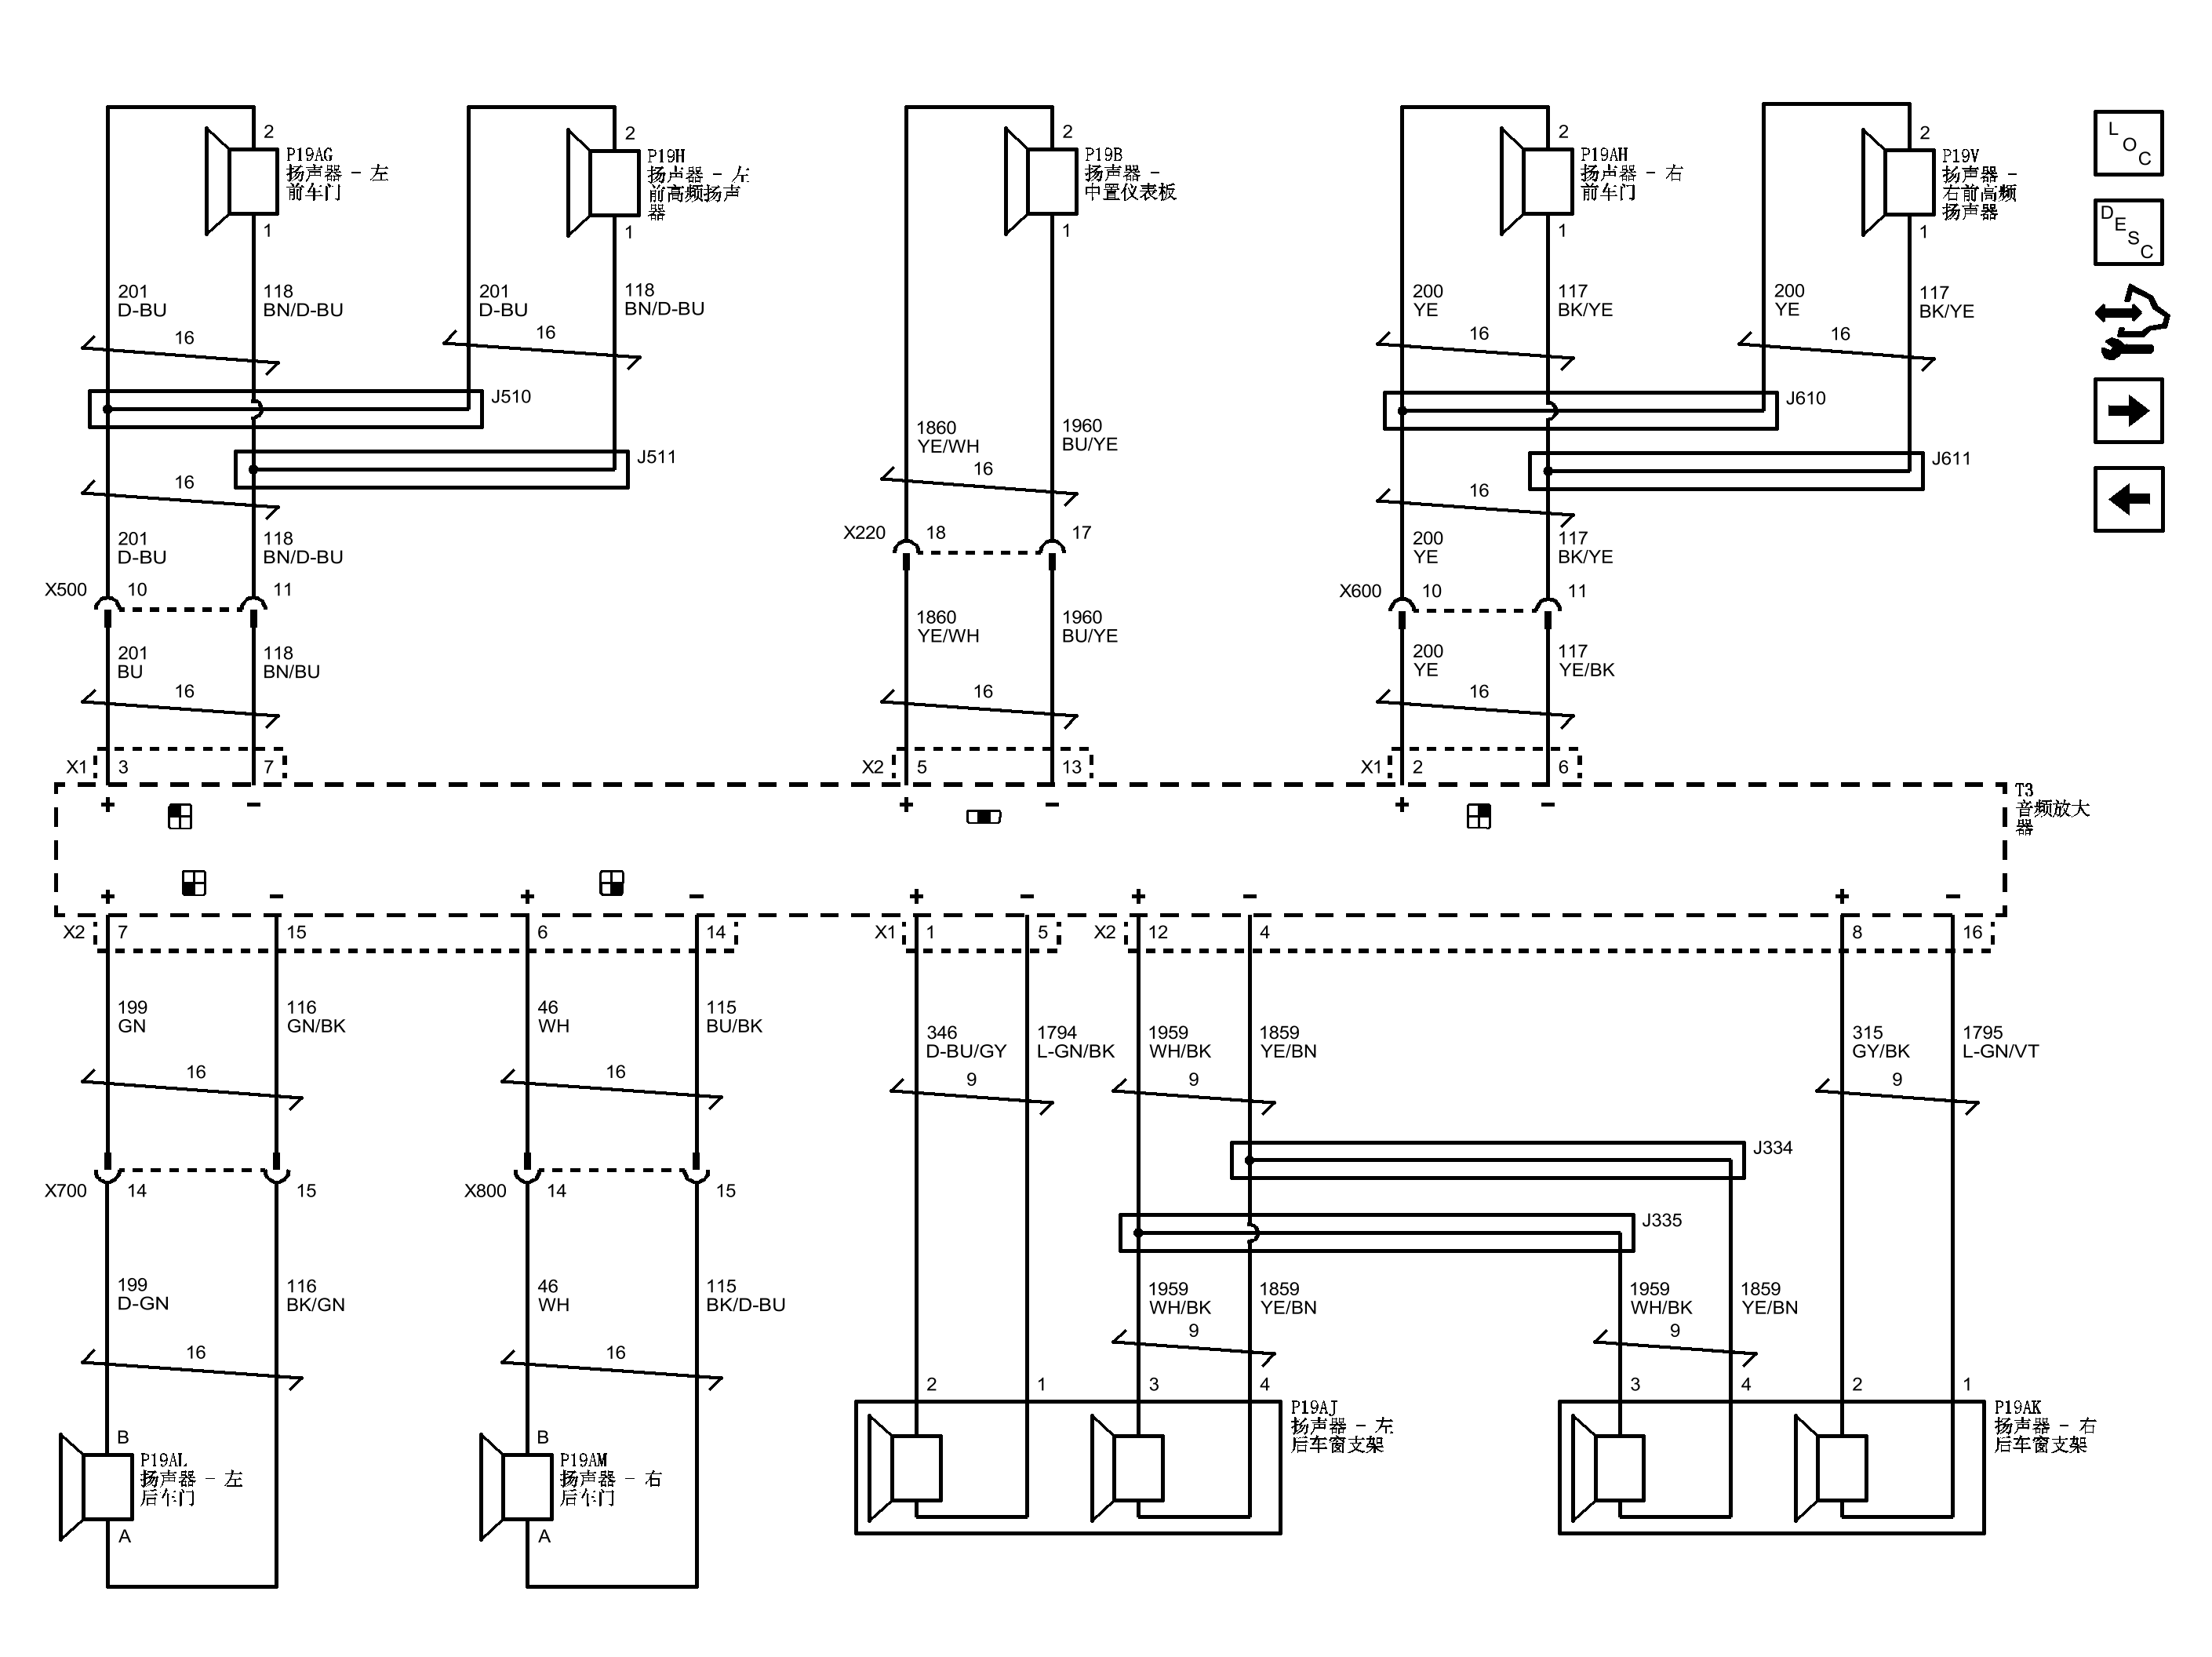 2
P19AG
扬声器 - 左
前车门
1
2
P19H
扬声器 - 左
前高频扬声
器
1
2
P19B
扬声器 -
中置仪表板
1
2
P19AH
扬声器 - 右
前车门
1
2
P19V
扬声器 -
右前高频
扬声器
1
L
O
C
D
E
S
C
201
D-BU
118
BN/D-BU
16
201
D-BU
118
BN/D-BU
16
200
YE
117
BK/YE
16
200
YE
117
BK/YE
16
J510
J511
J610
J611
1860
YE/WH
1960
BU/YE
16
16
16
X220
18
17
201
D-BU
118
BN/D-BU
200
YE
117
BK/YE
X500
10
11
X600
10
11
1860
YE/WH
1960
BU/YE
201
BU
118
BN/BU
200
YE
117
YE/BK
16
16
16
X1
3
7
X2
5
13
X1
2
6
+
-
+
-
+
-
T3
音频放大
器
+
-
+
-
+
-
+
-
+
-
X2
7
15
6
14
X1
1
5
X2
12
4
8
16
199
GN
116
GN/BK
46
WH
115
BU/BK
346
D-BU/GY
1794
L-GN/BK
1959
WH/BK
1859
YE/BN
315
GY/BK
1795
L-GN/VT
16
16
9
9
9
J334
X700
14
15
X800
14
15
J335
199
D-GN
116
BK/GN
46
WH
115
BK/D-BU
1959
WH/BK
1859
YE/BN
1959
WH/BK
1859
YE/BN
16
16
9
9
2
1
3
4
3
4
2
1
B
P19AL
扬声器 - 左
后车门
A
B
P19AM
扬声器 - 右
后车门
A
P19AJ
扬声器 - 左
后车窗支架
P19AK
扬声器 - 右
后车窗支架